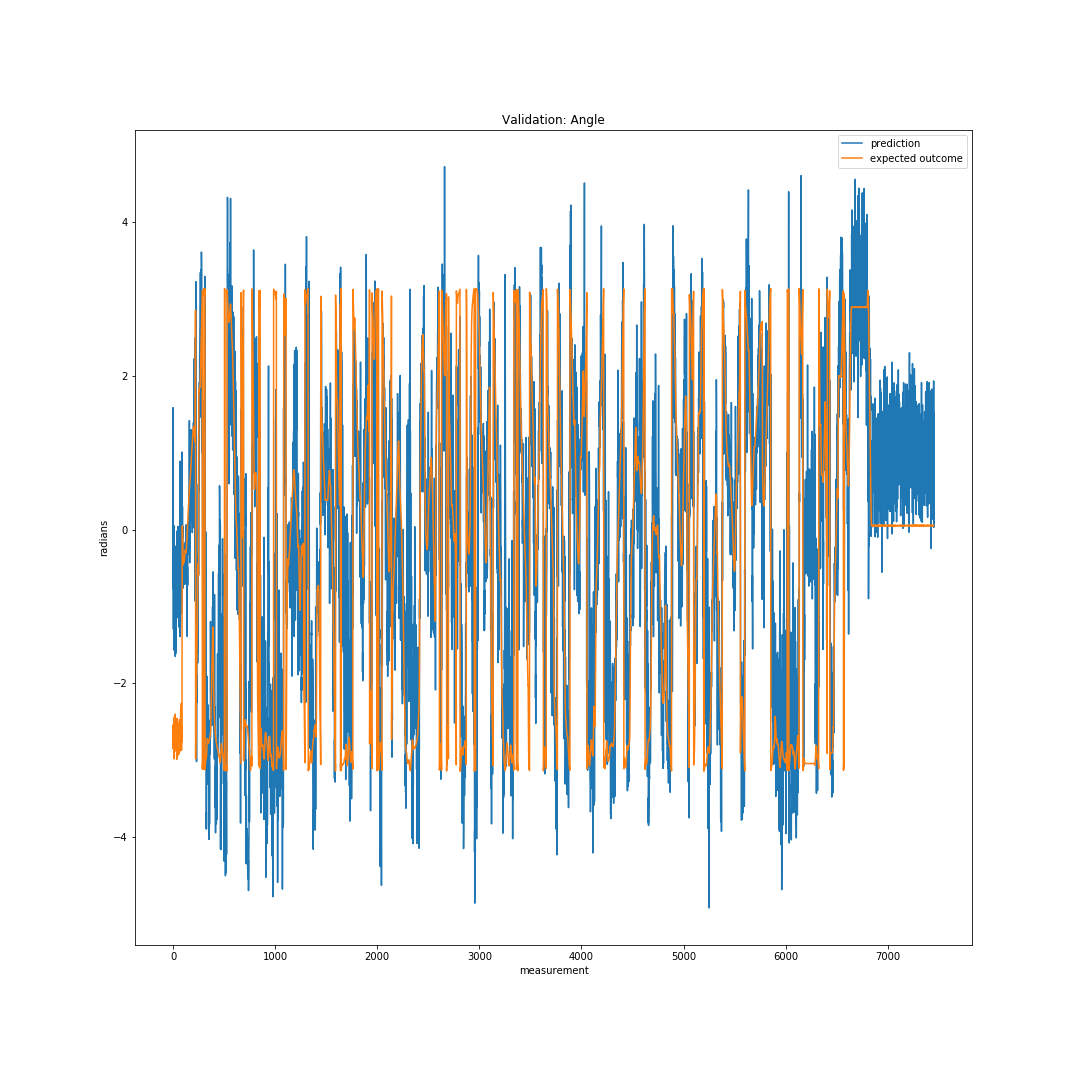 Validation: Angle
prediction
expected outcome
radians
4
2
0
−2
−4
0 1000 2000 3000 4000 5000 6000 7000
measurement